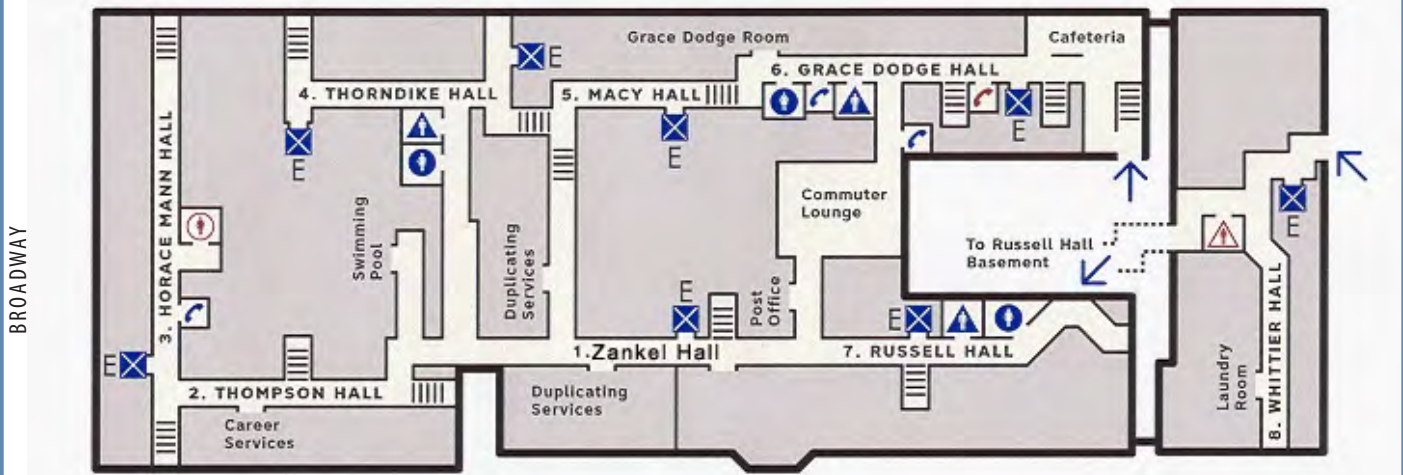 Grace Dodge Room
Cafeteria
E
6. GRACE DODGE HALL
4. THORNDIKE HALL
5. MACY HALL
E
E
E
E
3. HORACE MANN HALL
Swimming
Pool
Duplicating
Services
Commuter
Lounge
To Russell Hall
Basement
E
BROADWAY
E
Post
Office
E
1.Zankel Hall
7. RUSSELL HALL
E
2. THOMPSON HALL
Duplicating
Services
Career
Services
Laundry
Room
8. WHITTIER HALL